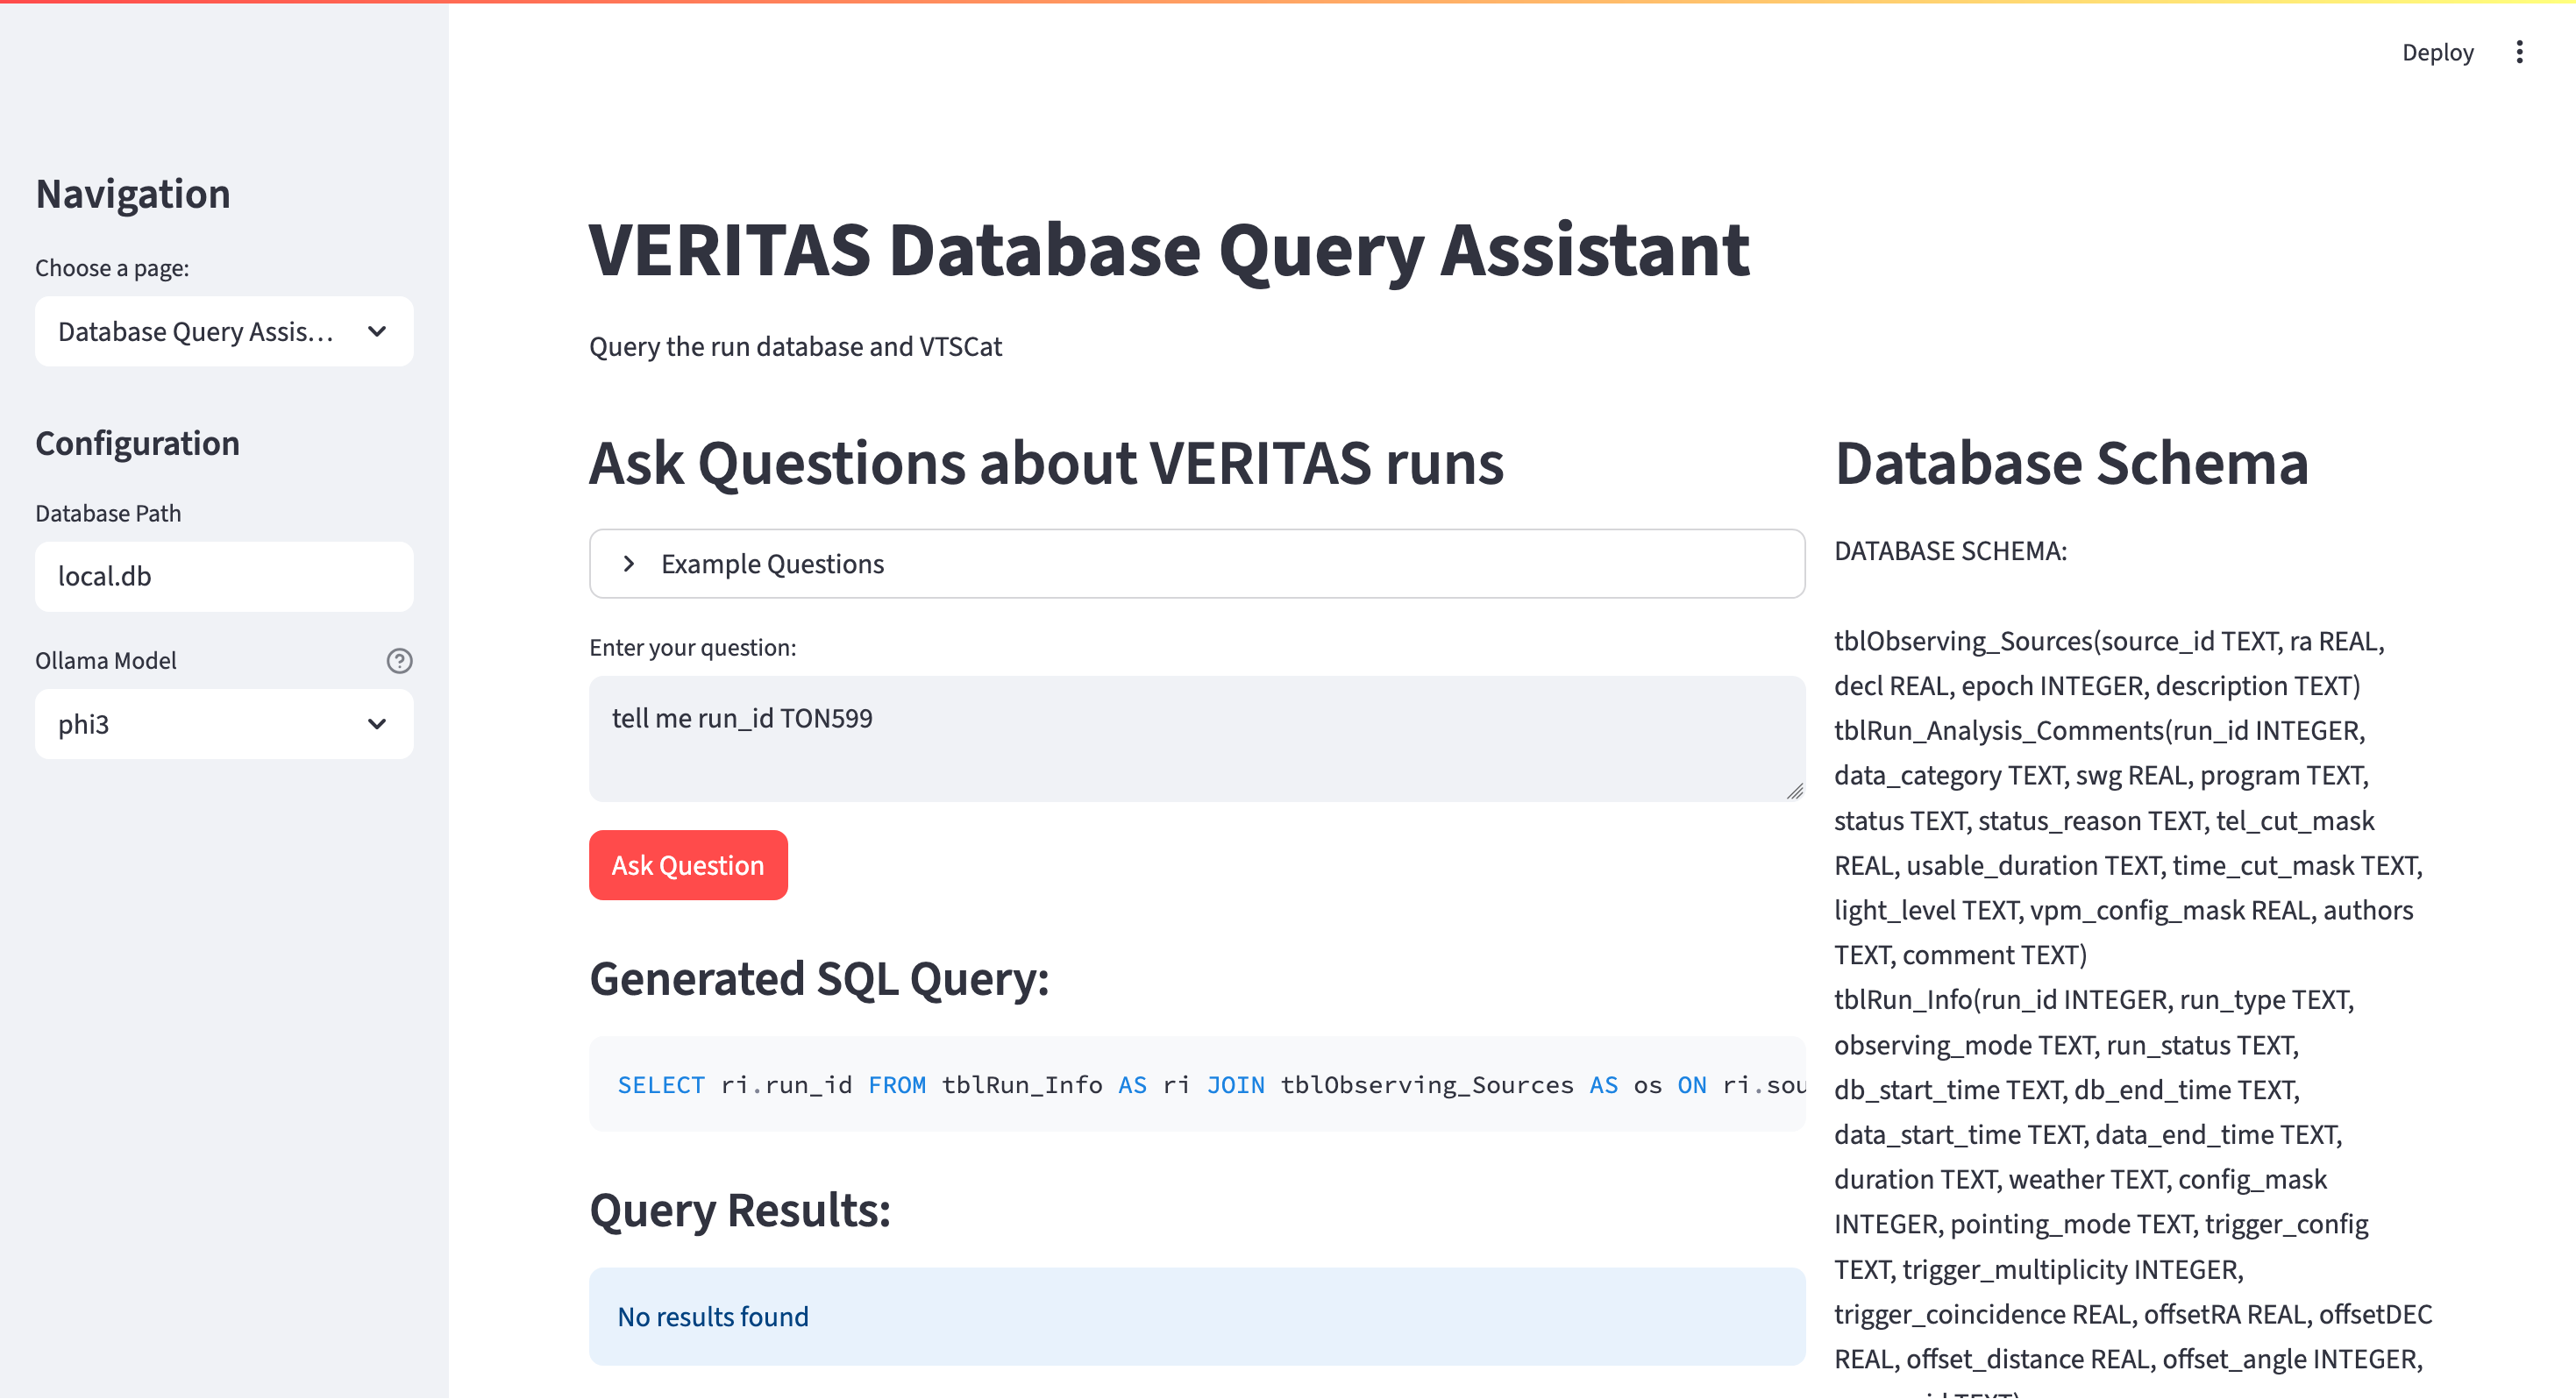 Deploy
Navigation
Choose a page:
Database Query Assis...
Configuration
Database Path
local.db
Ollama Model
phi3
VERITAS Database Query Assistant
Query the run database and VTSCat
Ask Questions about VERITAS runs
Example Questions
Enter your question:
tell me run_id TON599
Ask Question
Generated SQL Query:
SELECT ri.run_id FROM tblRun_Info AS ri JOIN tblObserving_Sources AS os ON ri.sou
Query Results:
No results found
Database Schema
DATABASE SCHEMA:
tblObserving_Sources(source_id TEXT, ra REAL,
decl REAL, epoch INTEGER, description TEXT)
tblRun_Analysis_Comments(run_id INTEGER,
data_category TEXT, swg REAL, program TEXT,
status TEXT, status_reason TEXT, tel_cut_mask
REAL, usable_duration TEXT, time_cut_mask TEXT,
light_level TEXT, vpm_config_mask REAL, authors
TEXT, comment TEXT)
tblRun_Info(run_id INTEGER, run_type TEXT,
observing_mode TEXT, run_status TEXT,
db_start_time TEXT, db_end_time TEXT,
data_start_time TEXT, data_end_time TEXT,
duration TEXT, weather TEXT, config_mask
INTEGER, pointing_mode TEXT, trigger_config
TEXT, trigger_multiplicity INTEGER,
trigger_coincidence REAL, offsetRA REAL, offsetDEC
REAL, offset_distance REAL, offset_angle INTEGER,